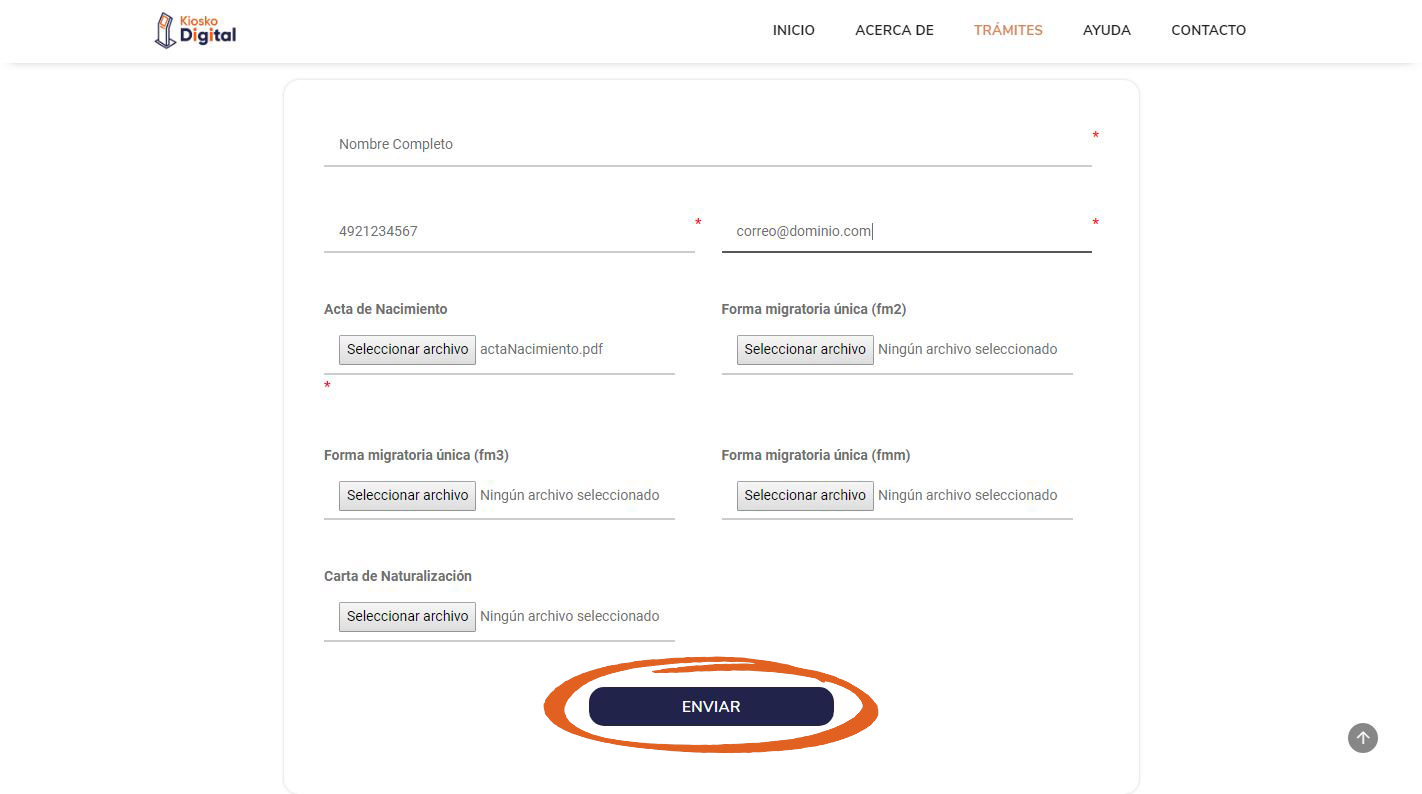 Kiosko
Digital
INICIO ACERCA DE TRÁMITES AYUDA CONTACTO
Nombre Completo *
4921234567 * correo@dominio.com *
Acta de Nacimiento Forma migratoria única (fm2)
Seleccionar archivo actaNacimiento.pdf Seleccionar archivo Ningún archivo seleccionado
*
Forma migratoria única (fm3) Forma migratoria única (fmm)
Seleccionar archivo Ningún archivo seleccionado Seleccionar archivo Ningún archivo seleccionado
Carta de Naturalización
Seleccionar archivo Ningún archivo seleccionado
ENVIAR